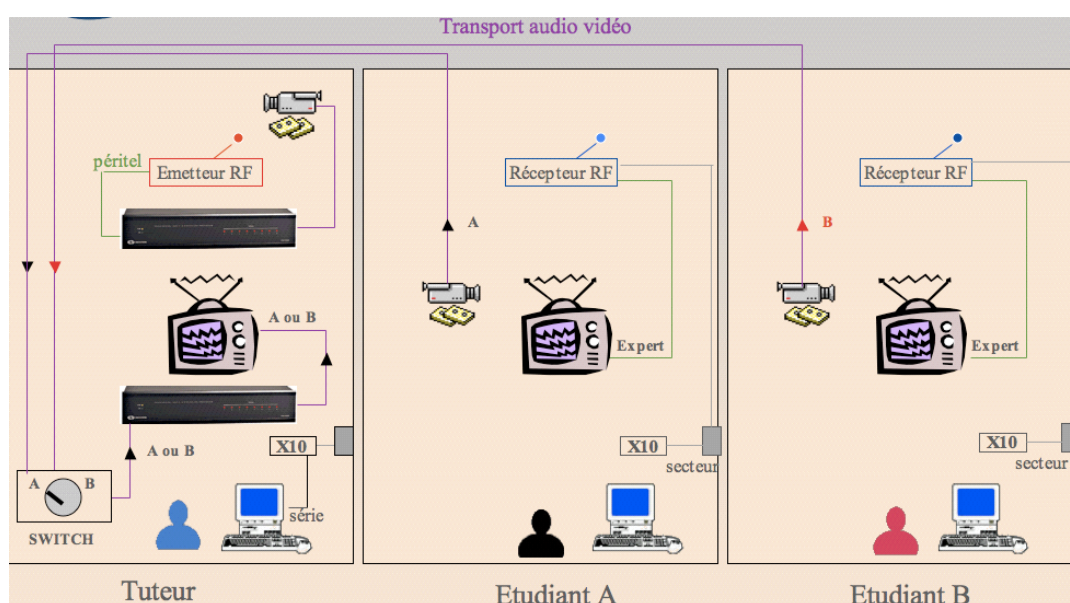 Transport audio vidéo
péritel
Emetteur RF
A ou B
A ou B
X10
série
A
B
SWITCH
Tuteur
Récepteur RF
A
Expert
X10
secteur
Etudiant A
Récepteur RF
B
Expert
X10
secteur
Etudiant B